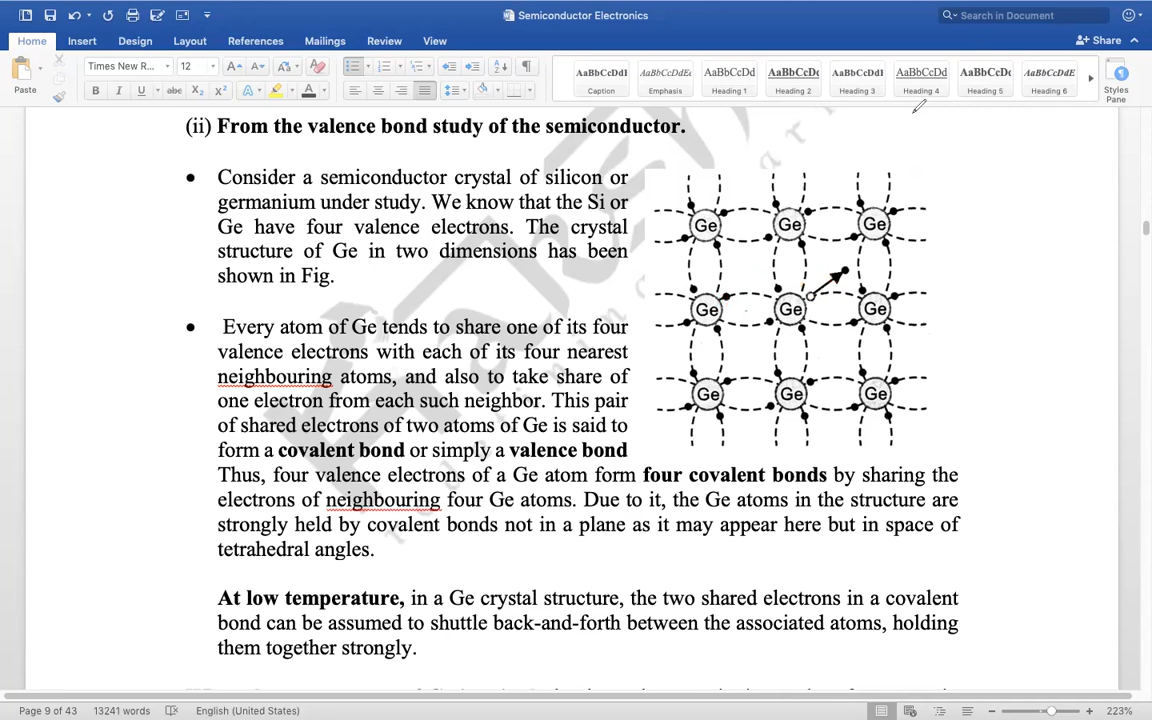 Semiconductor Electronics
Search in Document
Home Insert Design Layout References Mailings Review View
Share
Paste
Times New R... 12
AaBbCcDdI AaBbCcDdEe AaBbCcDd AaBbCcDc AaBbCcDdI AaBbCcDd AaBbCcDc AaBbCcDdE
Caption Emphasis Heading 1 Heading 2 Heading 3 Heading 4 Heading 5 Heading 6
Styles
Pane
(ii) From the valence bond study of the semiconductor.
• Consider a semiconductor crystal of silicon or
germanium under study. We know that the Si or
Ge have four valence electrons. The crystal
structure of Ge in two dimensions has been
shown in Fig.
• Every atom of Ge tends to share one of its four
valence electrons with each of its four nearest
neighbouring atoms, and also to take share of
one electron from each such neighbor. This pair
of shared electrons of two atoms of Ge is said to
form a covalent bond or simply a valence bond
Ge Ge Ge
Ge Ge Ge
Ge Ge Ge
Thus, four valence electrons of a Ge atom form four covalent bonds by sharing the
electrons of neighbouring four Ge atoms. Due to it, the Ge atoms in the structure are
strongly held by covalent bonds not in a plane as it may appear here but in space of
tetrahedral angles.
At low temperature, in a Ge crystal structure, the two shared electrons in a covalent
bond can be assumed to shuttle back-and-forth between the associated atoms, holding
them together strongly.
Page 9 of 43 13241 words English (United States) 223%